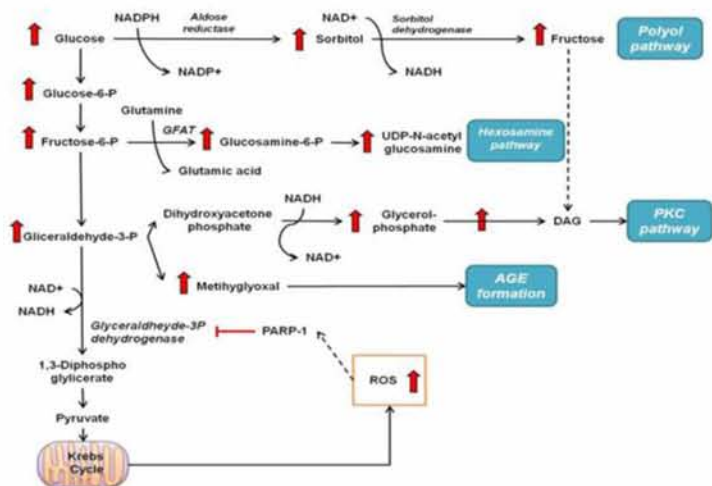 NADPH
Aldose
reductase
NAD+
Sorbitol
dehydrogenase
Glucose
Sorbitol
Fructose
Polyol
pathway
NADP+
NADH
Glucose-6-P
Glutamine
GFAT
Fructose-6-P
Glucosamine-6-P
UDP-N-acetyl
glucosamine
Hexosamine
pathway
Glutamic acid
NADH
Dihydroxyacetone
phosphate
Glycerol-
phosphate
DAG
PKC
pathway
Gliceraldehyde-3-P
NAD+
Metihyglyoxal
AGE
formation
NAD+
NADH
Glyceraldheyde-3P
dehydrogenase
PARP-1
1,3-Diphospho
glylicerate
ROS
Pyruvate
Krebs
Cycle